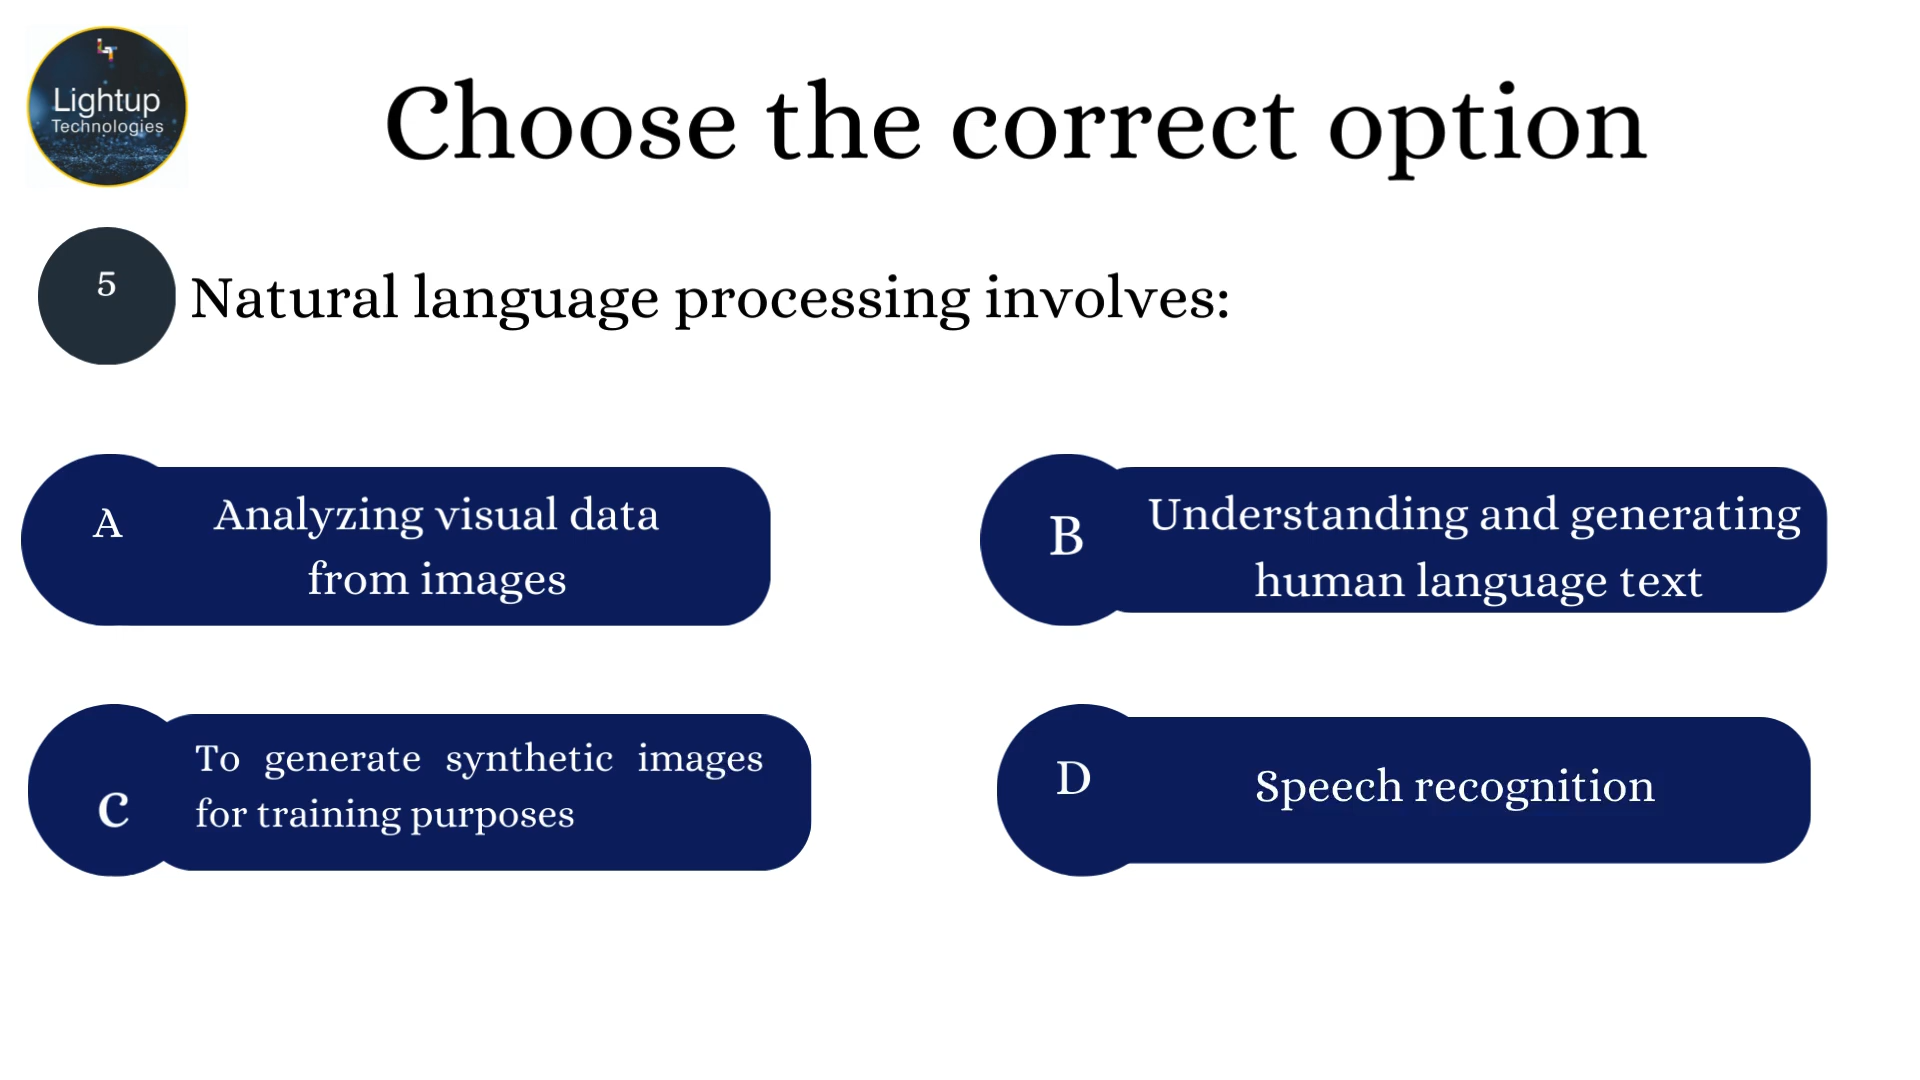 LT
Lightup
Technologies
Choose the correct option
5
Natural language processing involves:
A
Analyzing visual data
from images
B
Understanding and generating
human language text
C
To generate synthetic images
for training purposes
D
Speech recognition